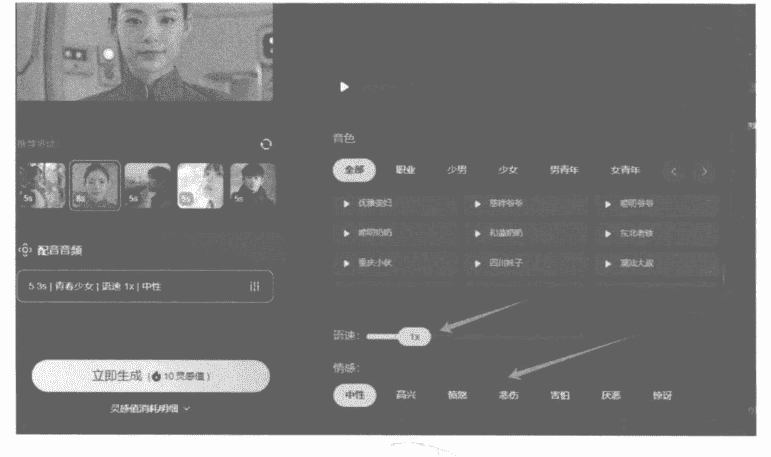 5s
8s
5s
5s
5s
配音音频
5.3s | 青春少女 | 语速 1x | 中性
立即生成 (10 灵感值)
灵感值消耗明细
音色
全部 职业 少男 少女 男青年 女青年
优雅贵妇 慈祥爷爷 聪明爷爷
唠叨奶奶 和蔼奶奶 东北老铁
重庆小伙 四川妹子
语速: 1x
情感:
中性 高兴 愤怒 悲伤 害怕 厌恶 惊讶